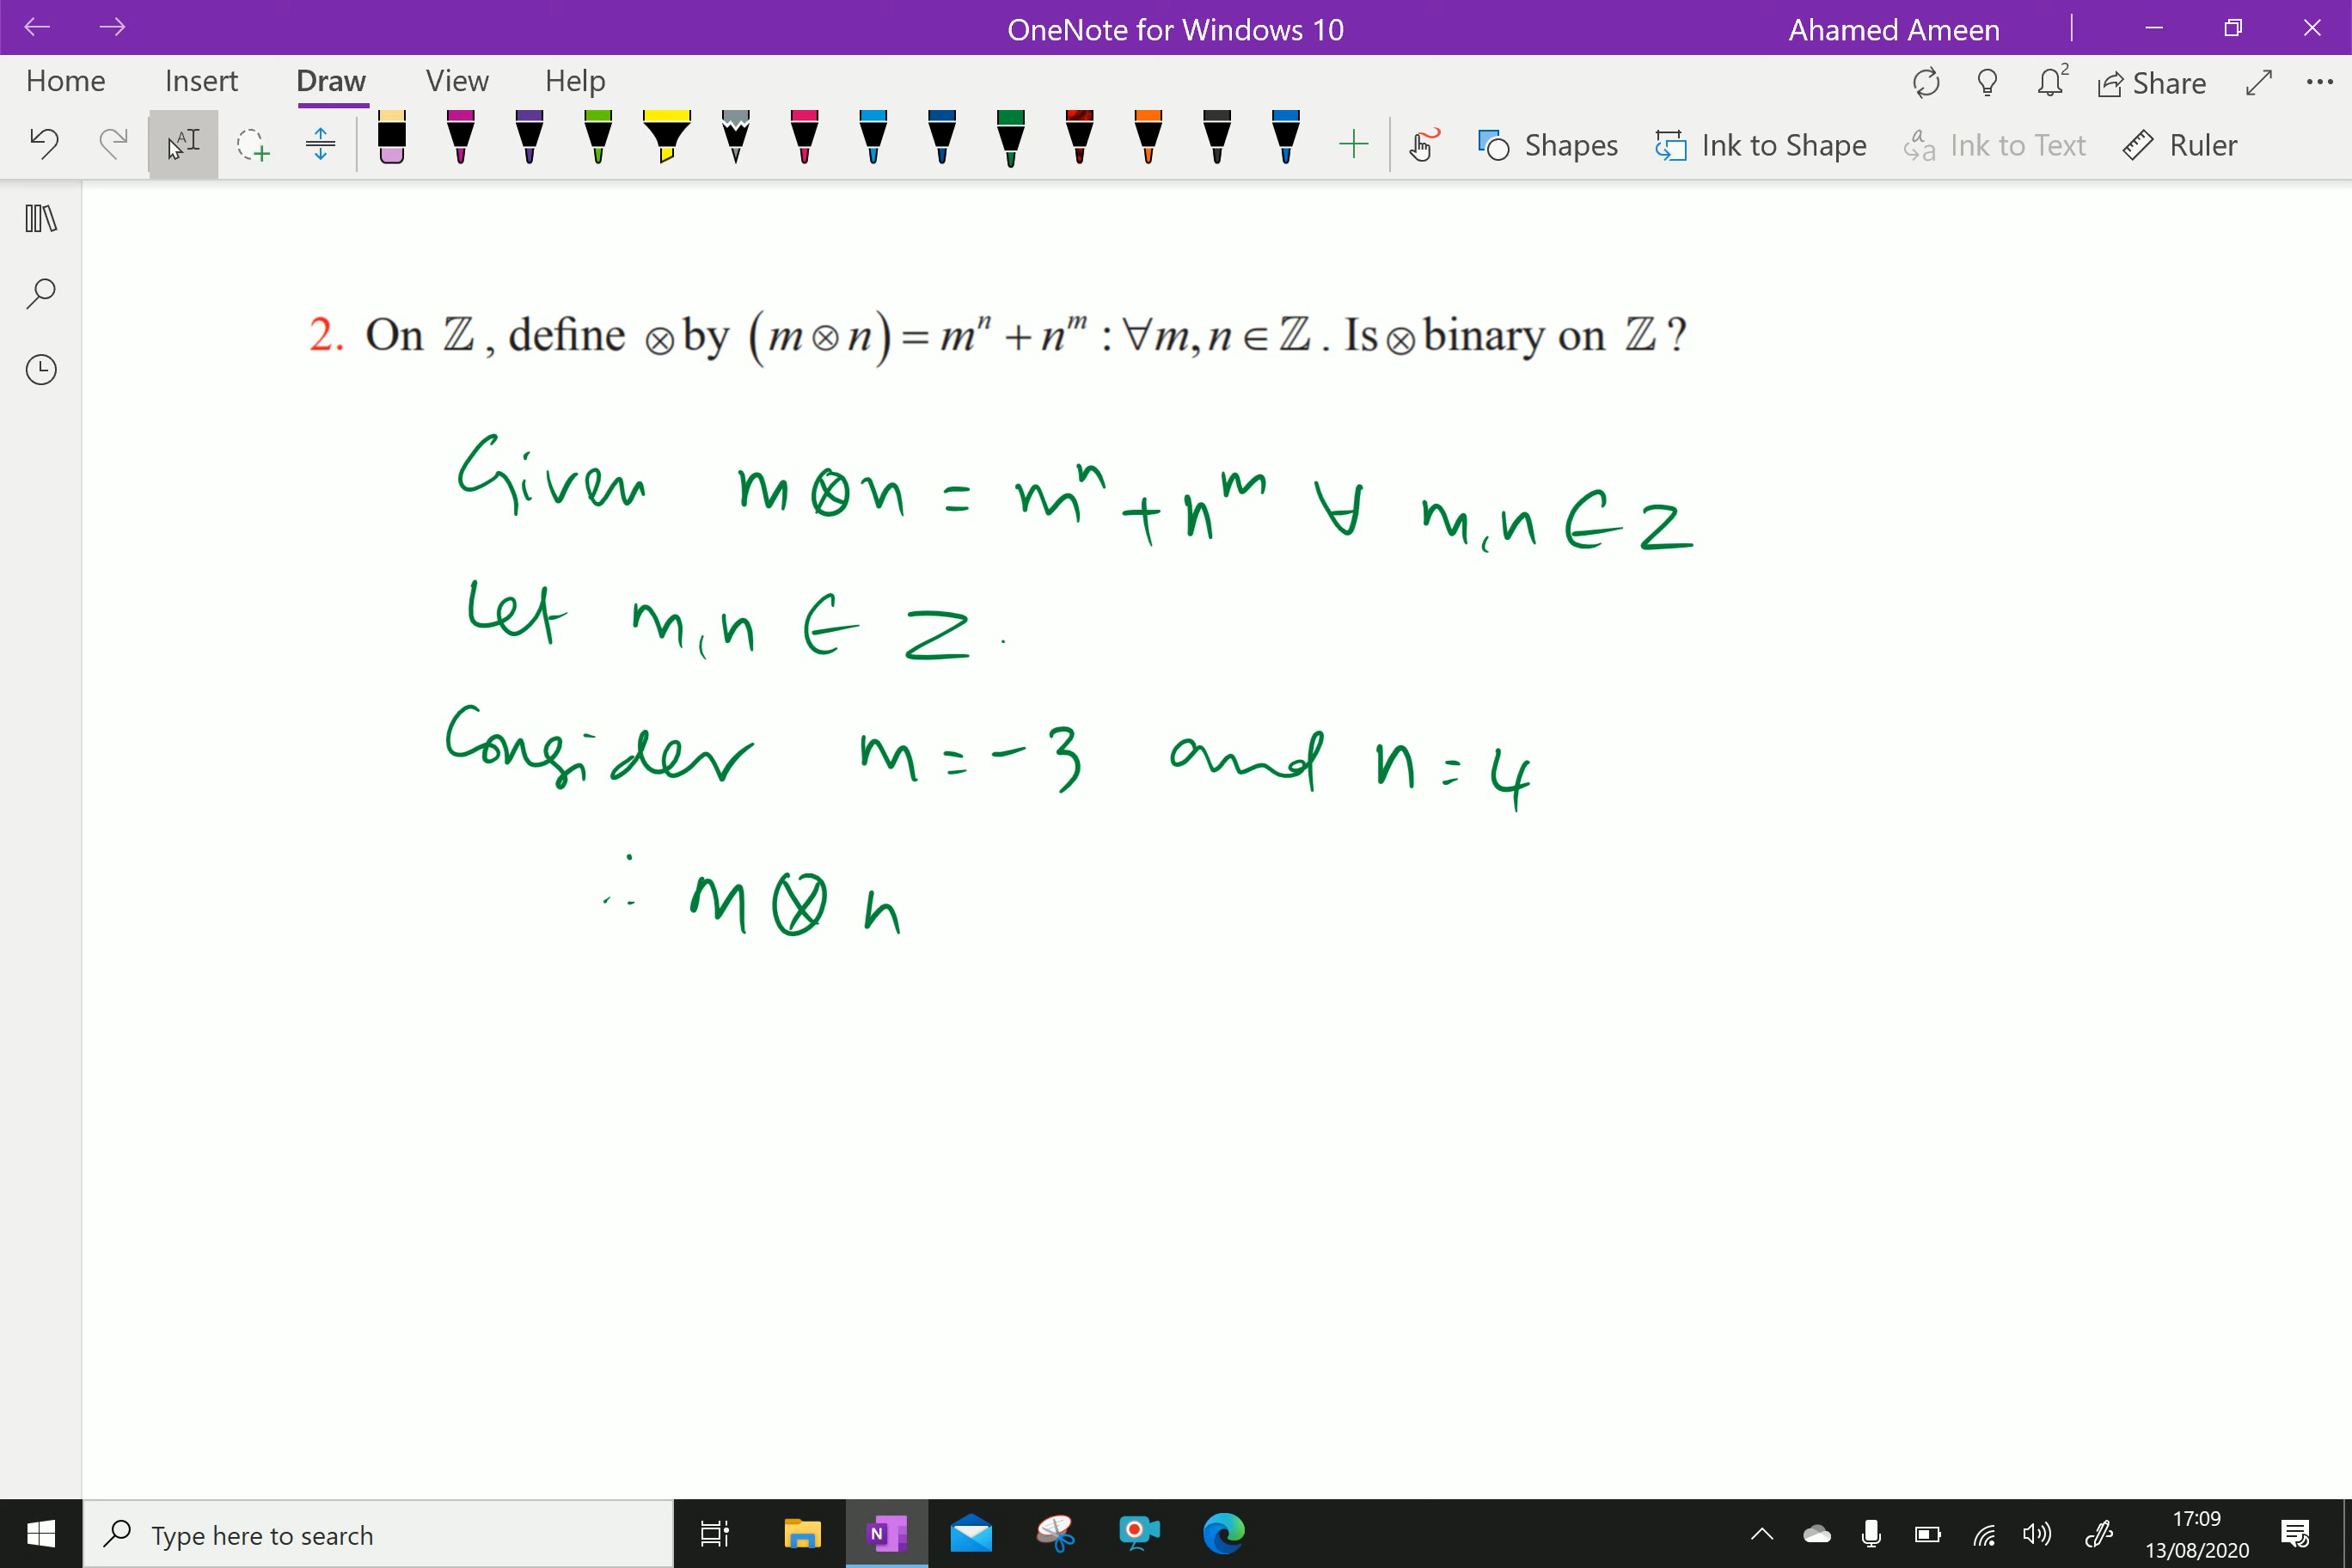 OneNote for Windows 10
Ahamed Ameen
Home Insert Draw View Help
2
Share
Shapes Ink to Shape Ink to Text Ruler
2. On ℤ, define ⊗ by (m ⊗ n) = mⁿ + nᵐ : ∀m, n ∈ ℤ. Is ⊗ binary on ℤ?
Given m ⊗ n = mⁿ + nᵐ ∀ m, n ∈ Z
Let m, n ∈ Z.
Consider m = -3 and n = 4
∴ m ⊗ n
Type here to search
17:09
13/08/2020